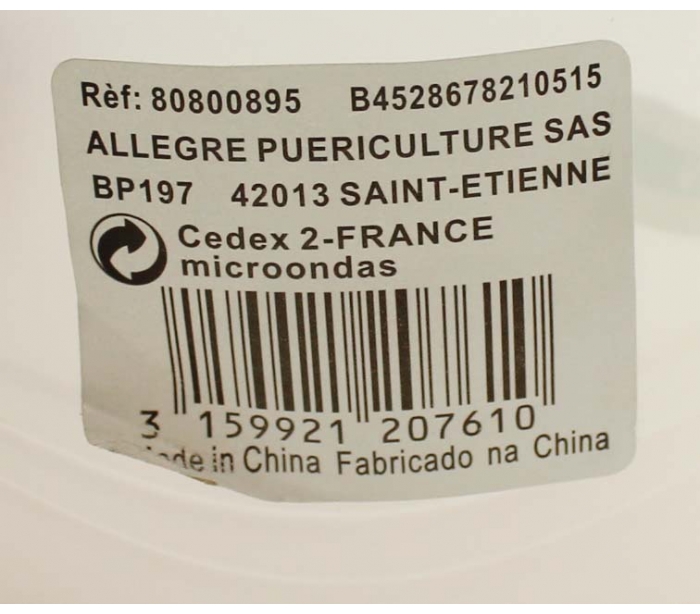 Rèf: 80800895 B4528678210515
ALLEGRE PUERICULTURE SAS
BP197 42013 SAINT-ETIENNE
Cedex 2-FRANCE
microondas
3 159921 207610
in China Fabricado na China